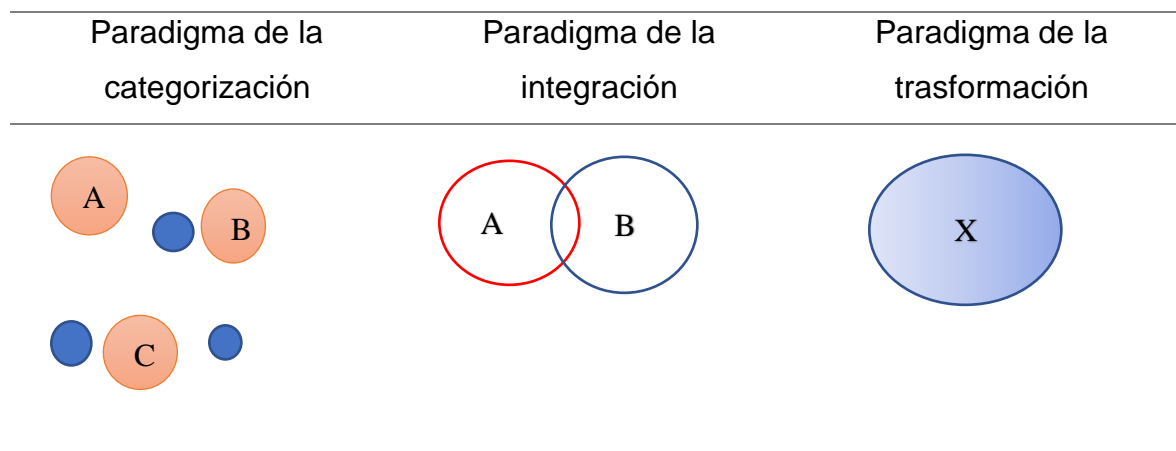 Paradigma de la
categorización
Paradigma de la
integración
Paradigma de la
trasformación
A
B
C
A
B
X